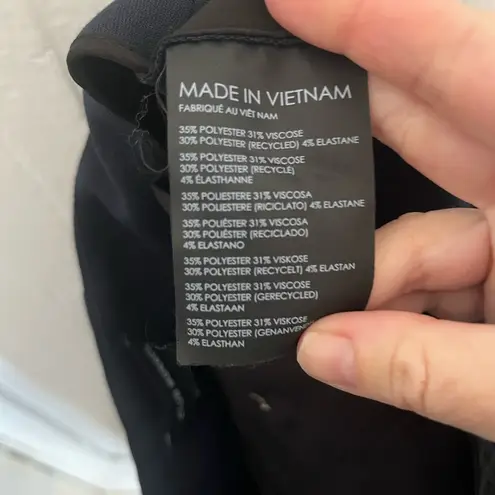 MADE IN VIETNAM
FABRIQUÉ AU VIÊT NAM
35% POLYESTER 31% VISCOSE
30% POLYESTER (RECYCLED) 4% ELASTANE
35% POLYESTER 31% VISCOSE
30% POLYESTER (RECYCLÉ)
4% ÉLASTHANNE
35% POLIESTERE 31% VISCOSA
30% POLIESTERE (RICICLATO) 4% ELASTANE
35% POLIÉSTER 31% VISCOSA
30% POLIÉSTER (RECICLADO)
4% ELASTANO
35% POLYESTER 31% VISKOSE
30% POLYESTER (RECYCELT) 4% ELASTAN
35% POLYESTER 31% VISCOSE
30% POLYESTER (GERECYCLED)
4% ELASTAAN
35% POLYESTER 31% VISKOSE
30% POLYESTER (GENANVEN
4% ELASTHAN